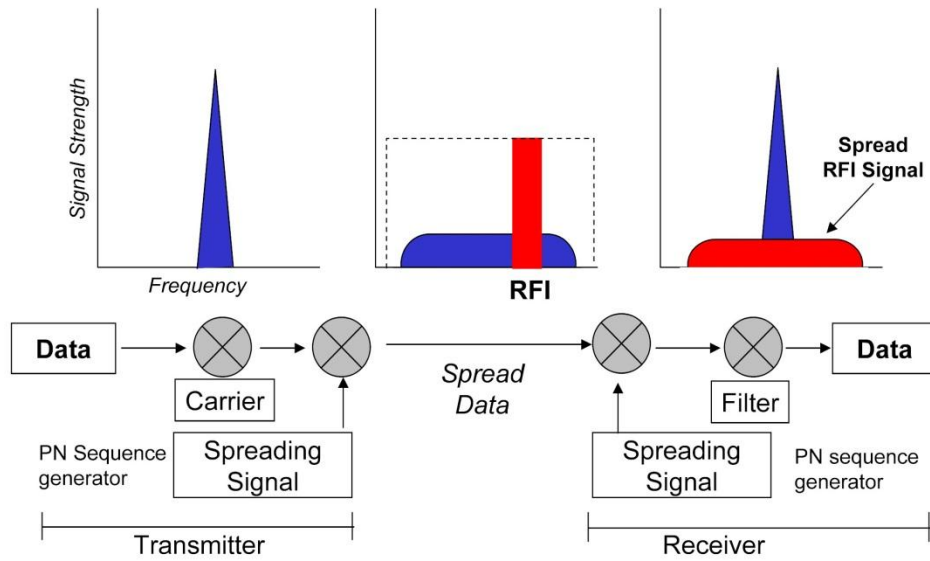 Signal Strength
Frequency
RFI
Spread
RFI Signal
Data
Carrier
PN Sequence
generator
Spreading
Signal
Transmitter
Spread
Data
Filter
Data
Spreading
Signal
PN sequence
generator
Receiver